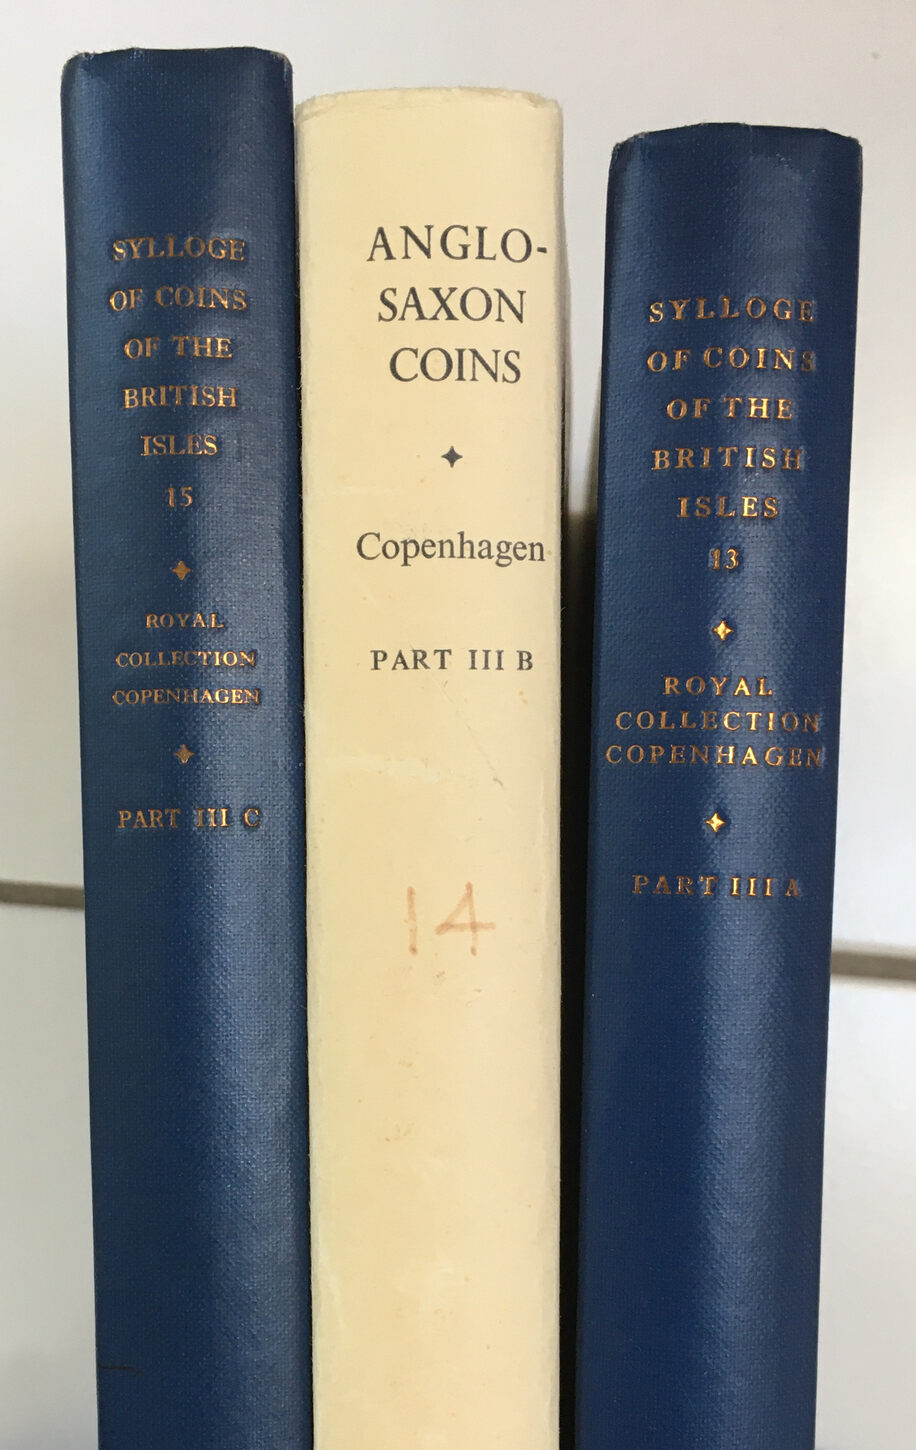 SYLLOGE
OF COINS
OF THE
BRITISH
ISLES
15
ROYAL
COLLECTION
COPENHAGEN
PART III C
ANGLO-
SAXON
COINS
Copenhagen
PART III B
14
SYLLOGE
OF COINS
OF THE
BRITISH
ISLES
13
ROYAL
COLLECTION
COPENHAGEN
PART III A